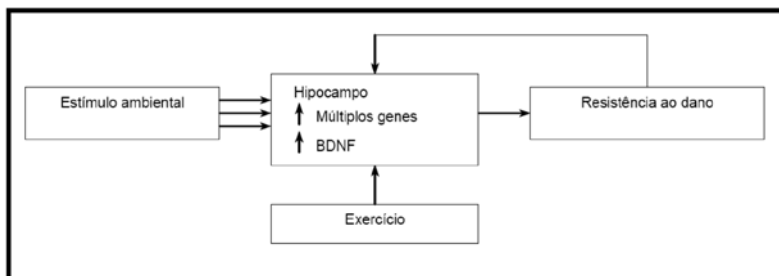 Estímulo ambiental
Hipocampo
Múltiplos genes
BDNF
Resistência ao dano
Exercício